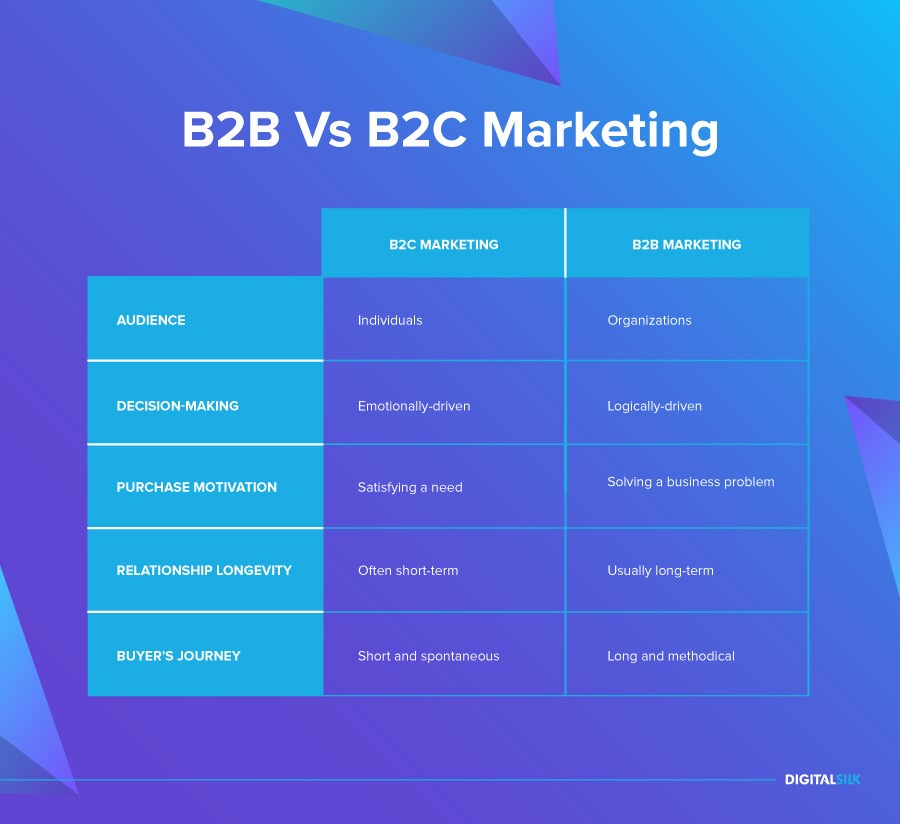 B2B Vs B2C Marketing
B2C MARKETING
B2B MARKETING
AUDIENCE
Individuals
Organizations
DECISION-MAKING
Emotionally-driven
Logically-driven
PURCHASE MOTIVATION
Satisfying a need
Solving a business problem
RELATIONSHIP LONGEVITY
Often short-term
Usually long-term
BUYER'S JOURNEY
Short and spontaneous
Long and methodical
DIGITALSILK